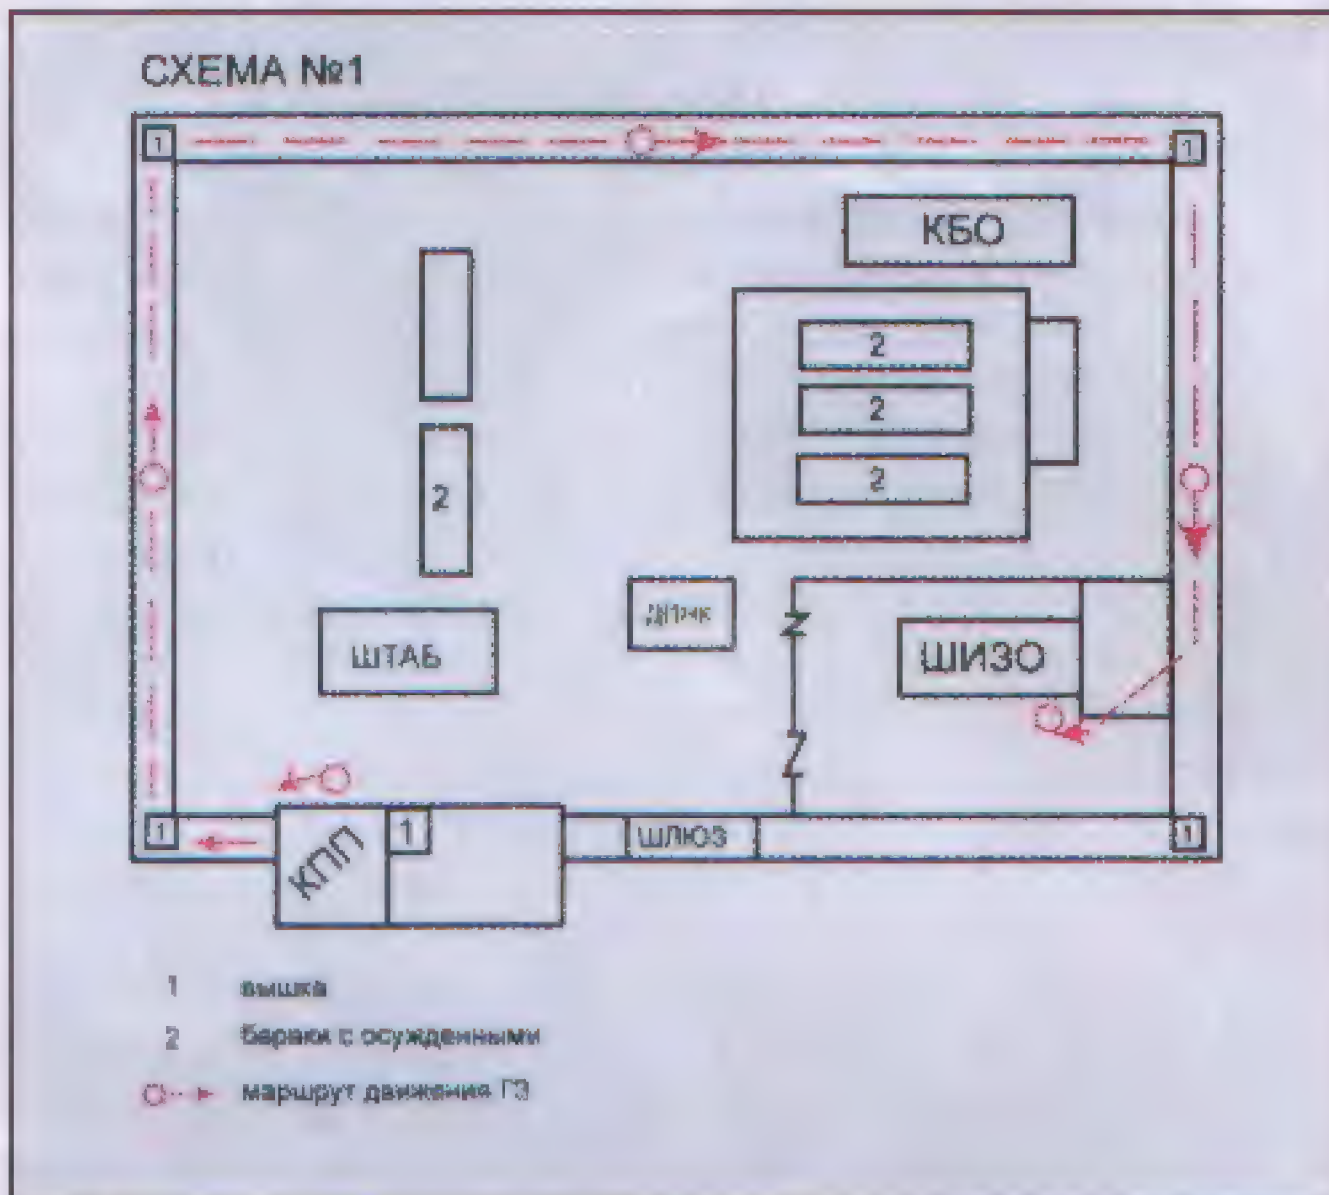 СХЕМА №1
1
1
КБО
2
2
2
2
ДПНК
ШТАБ
ШИЗО
1
КПП
1
ШЛЮЗ
1
1 вышка
2 бараки с осужденными
маршрут движения ГЗ